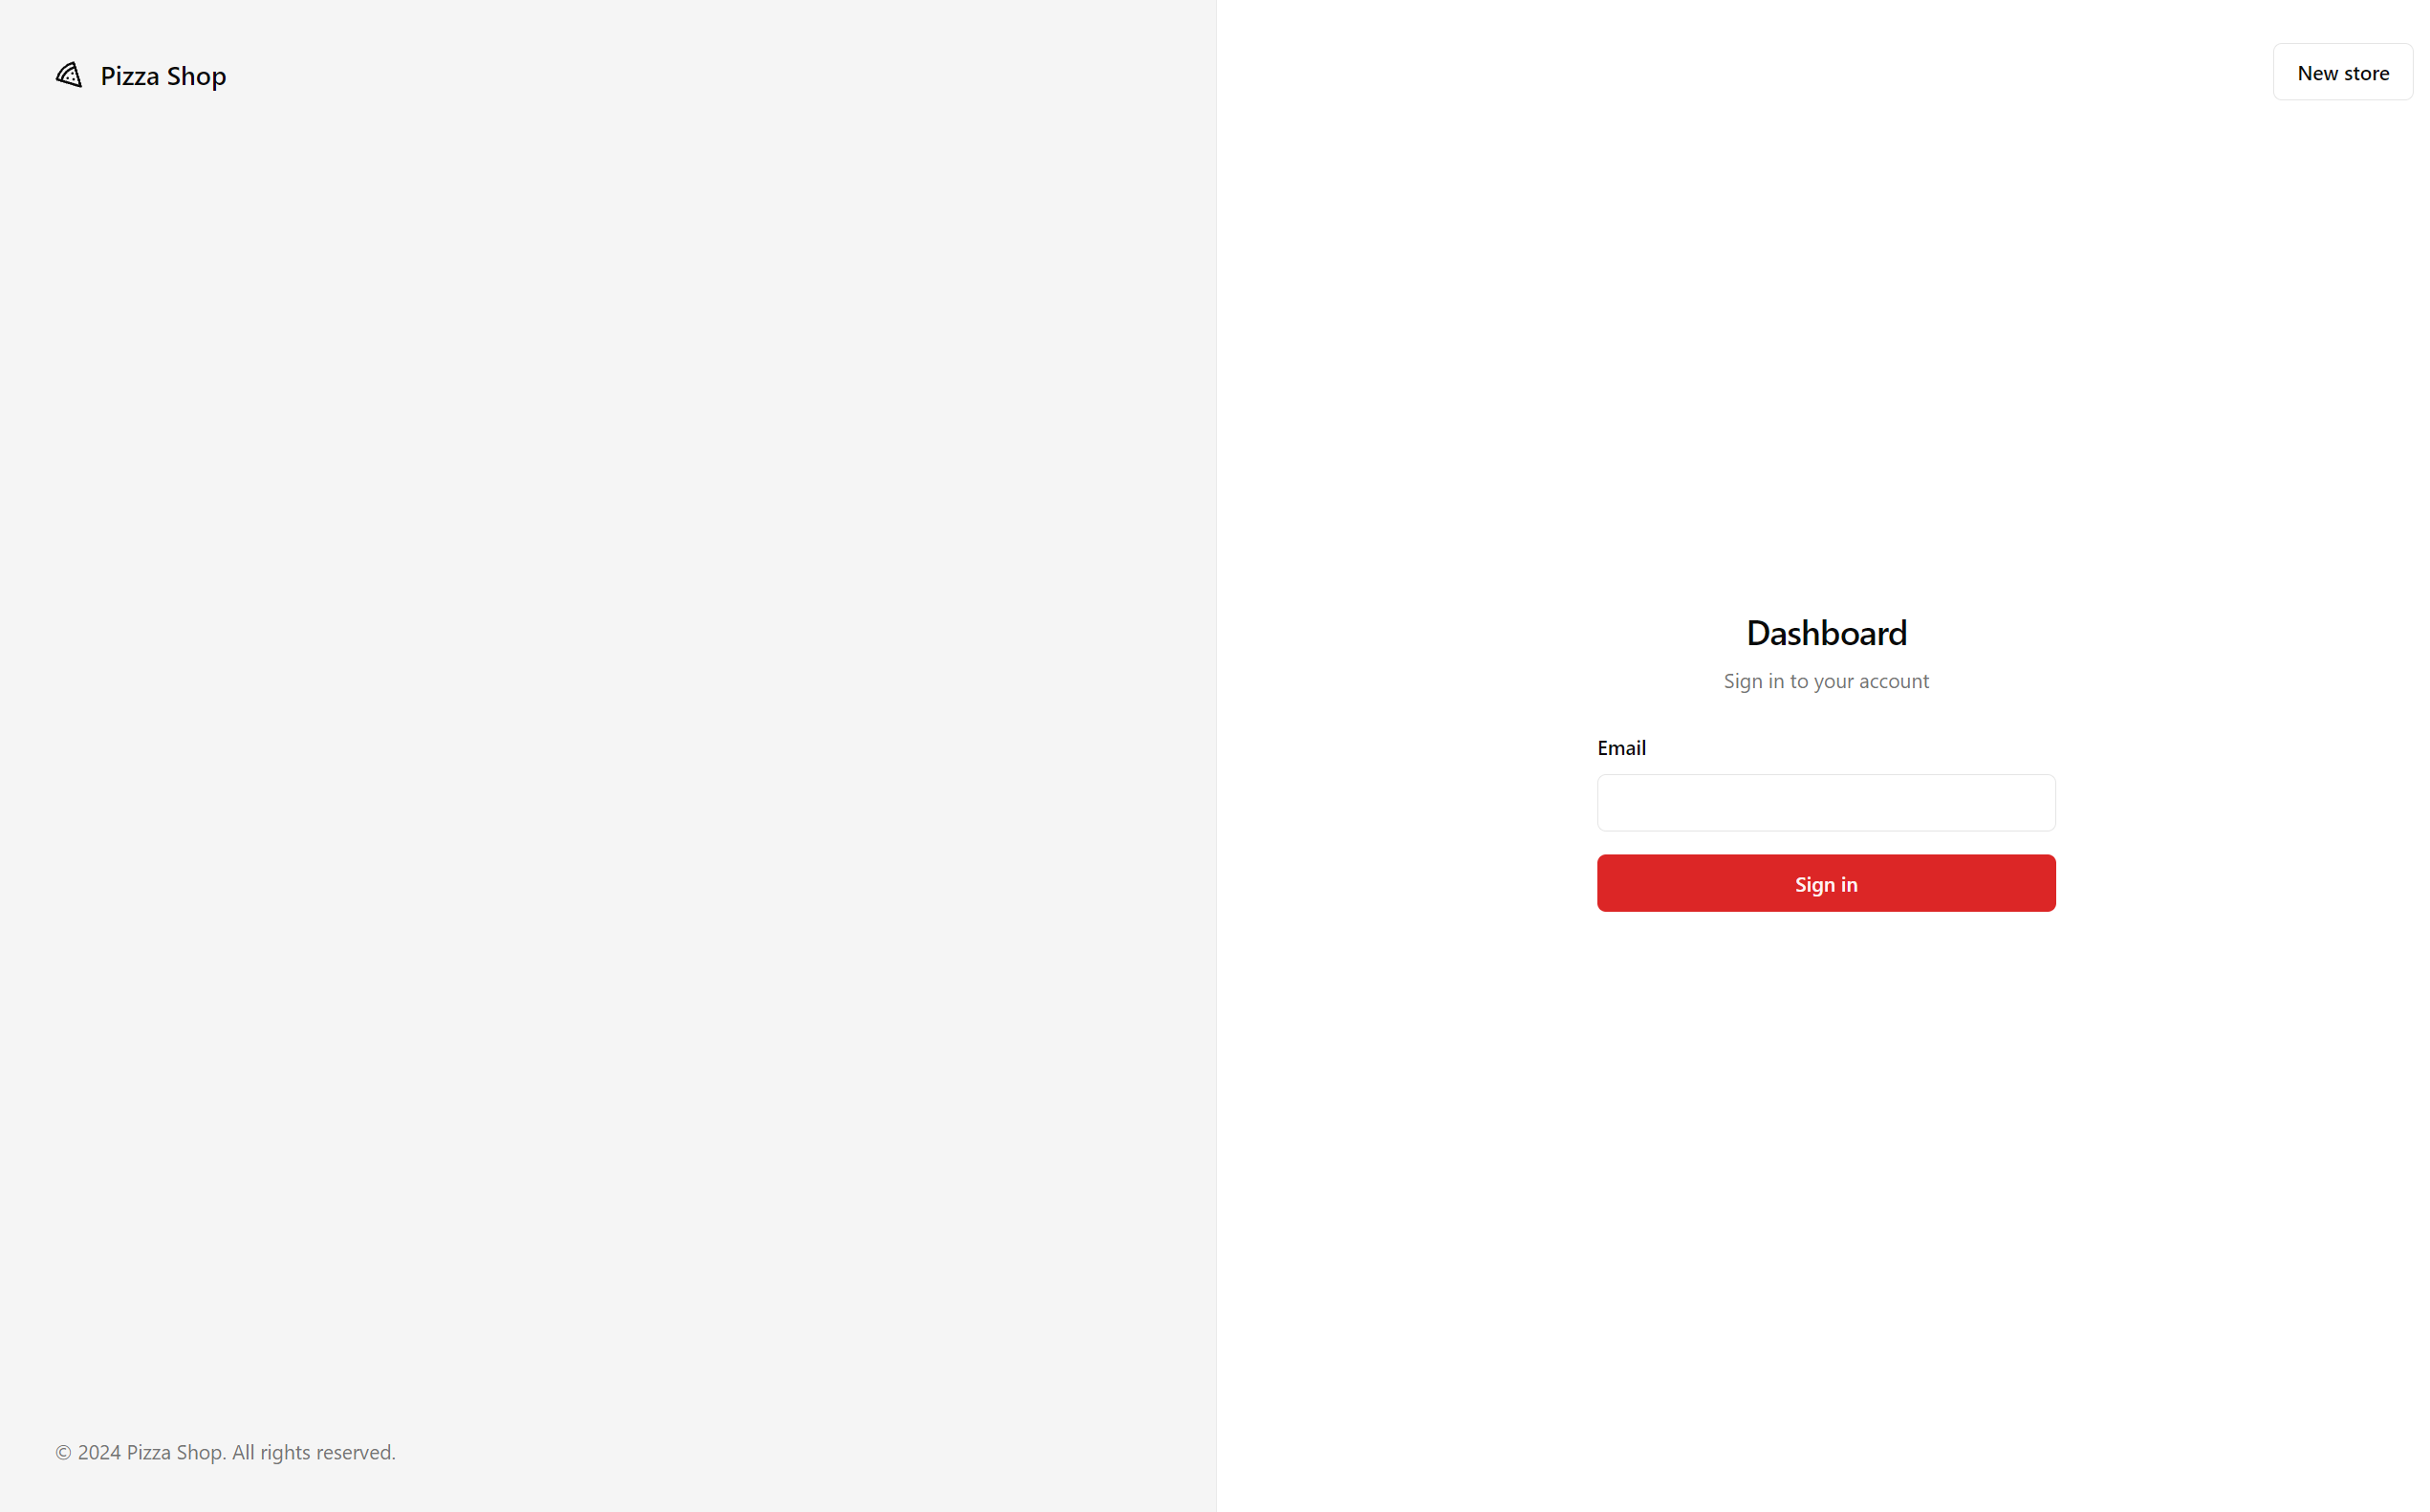 Pizza Shop
New store
Dashboard
Sign in to your account
Email
Sign in
© 2024 Pizza Shop. All rights reserved.